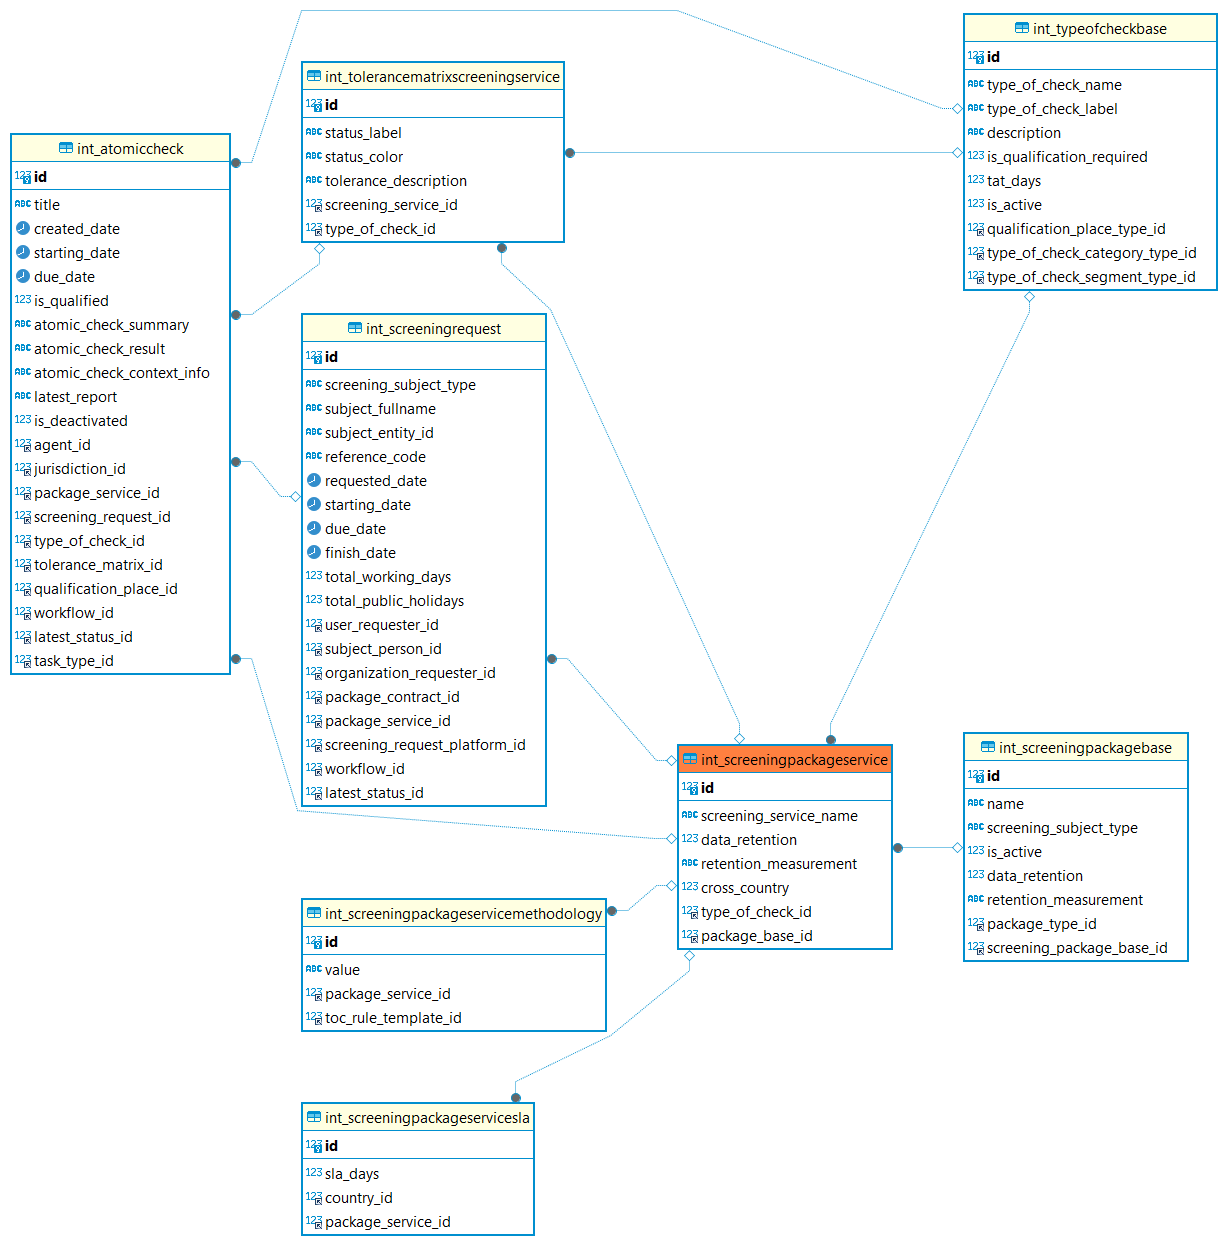 int_atomiccheck
id
title
created_date
starting_date
due_date
is_qualified
atomic_check_summary
atomic_check_result
atomic_check_context_info
latest_report
is_deactivated
agent_id
jurisdiction_id
package_service_id
screening_request_id
type_of_check_id
tolerance_matrix_id
qualification_place_id
workflow_id
latest_status_id
task_type_id
int_tolerancematrixscreeningservice
id
status_label
status_color
tolerance_description
screening_service_id
type_of_check_id
int_screeningrequest
id
screening_subject_type
subject_fullname
subject_entity_id
reference_code
requested_date
starting_date
due_date
finish_date
total_working_days
total_public_holidays
user_requester_id
subject_person_id
organization_requester_id
package_contract_id
package_service_id
screening_request_platform_id
workflow_id
latest_status_id
int_screeningpackageservicemethodology
id
value
package_service_id
toc_rule_template_id
int_screeningpackageservicesla
id
sla_days
country_id
package_service_id
int_screeningpackageservice
id
screening_service_name
data_retention
retention_measurement
cross_country
type_of_check_id
package_base_id
int_typeofcheckbase
id
type_of_check_name
type_of_check_label
description
is_qualification_required
tat_days
is_active
qualification_place_type_id
type_of_check_category_type_id
type_of_check_segment_type_id
int_screeningpackagebase
id
name
screening_subject_type
is_active
data_retention
retention_measurement
package_type_id
screening_package_base_id